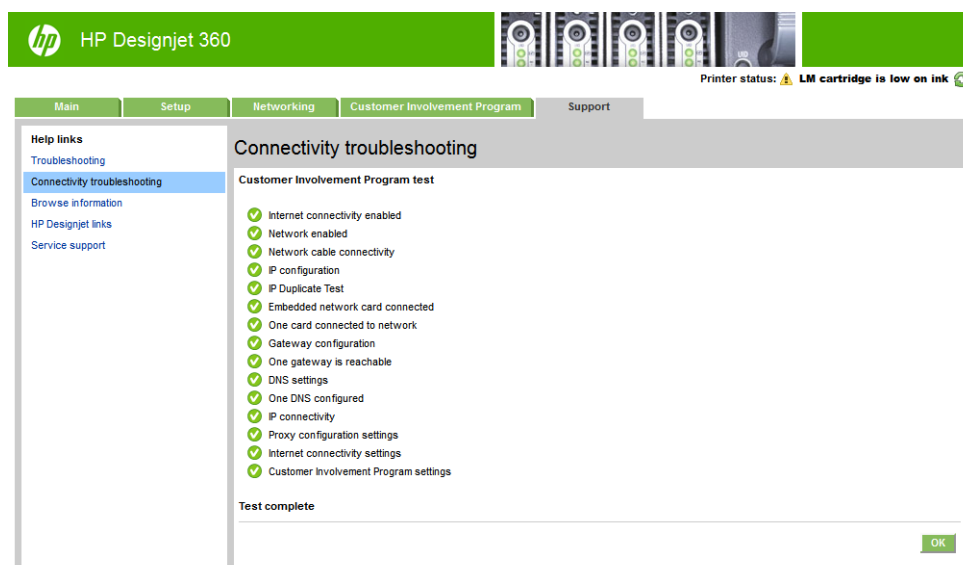 hp HP Designjet 360
Printer status: LM cartridge is low on ink
Main Setup Networking Customer Involvement Program Support
Help links
Troubleshooting
Connectivity troubleshooting
Browse information
HP Designjet links
Service support
Connectivity troubleshooting
Customer Involvement Program test
Internet connectivity enabled
Network enabled
Network cable connectivity
IP configuration
IP Duplicate Test
Embedded network card connected
One card connected to network
Gateway configuration
One gateway is reachable
DNS settings
One DNS configured
IP connectivity
Proxy configuration settings
Internet connectivity settings
Customer Involvement Program settings
Test complete
OK